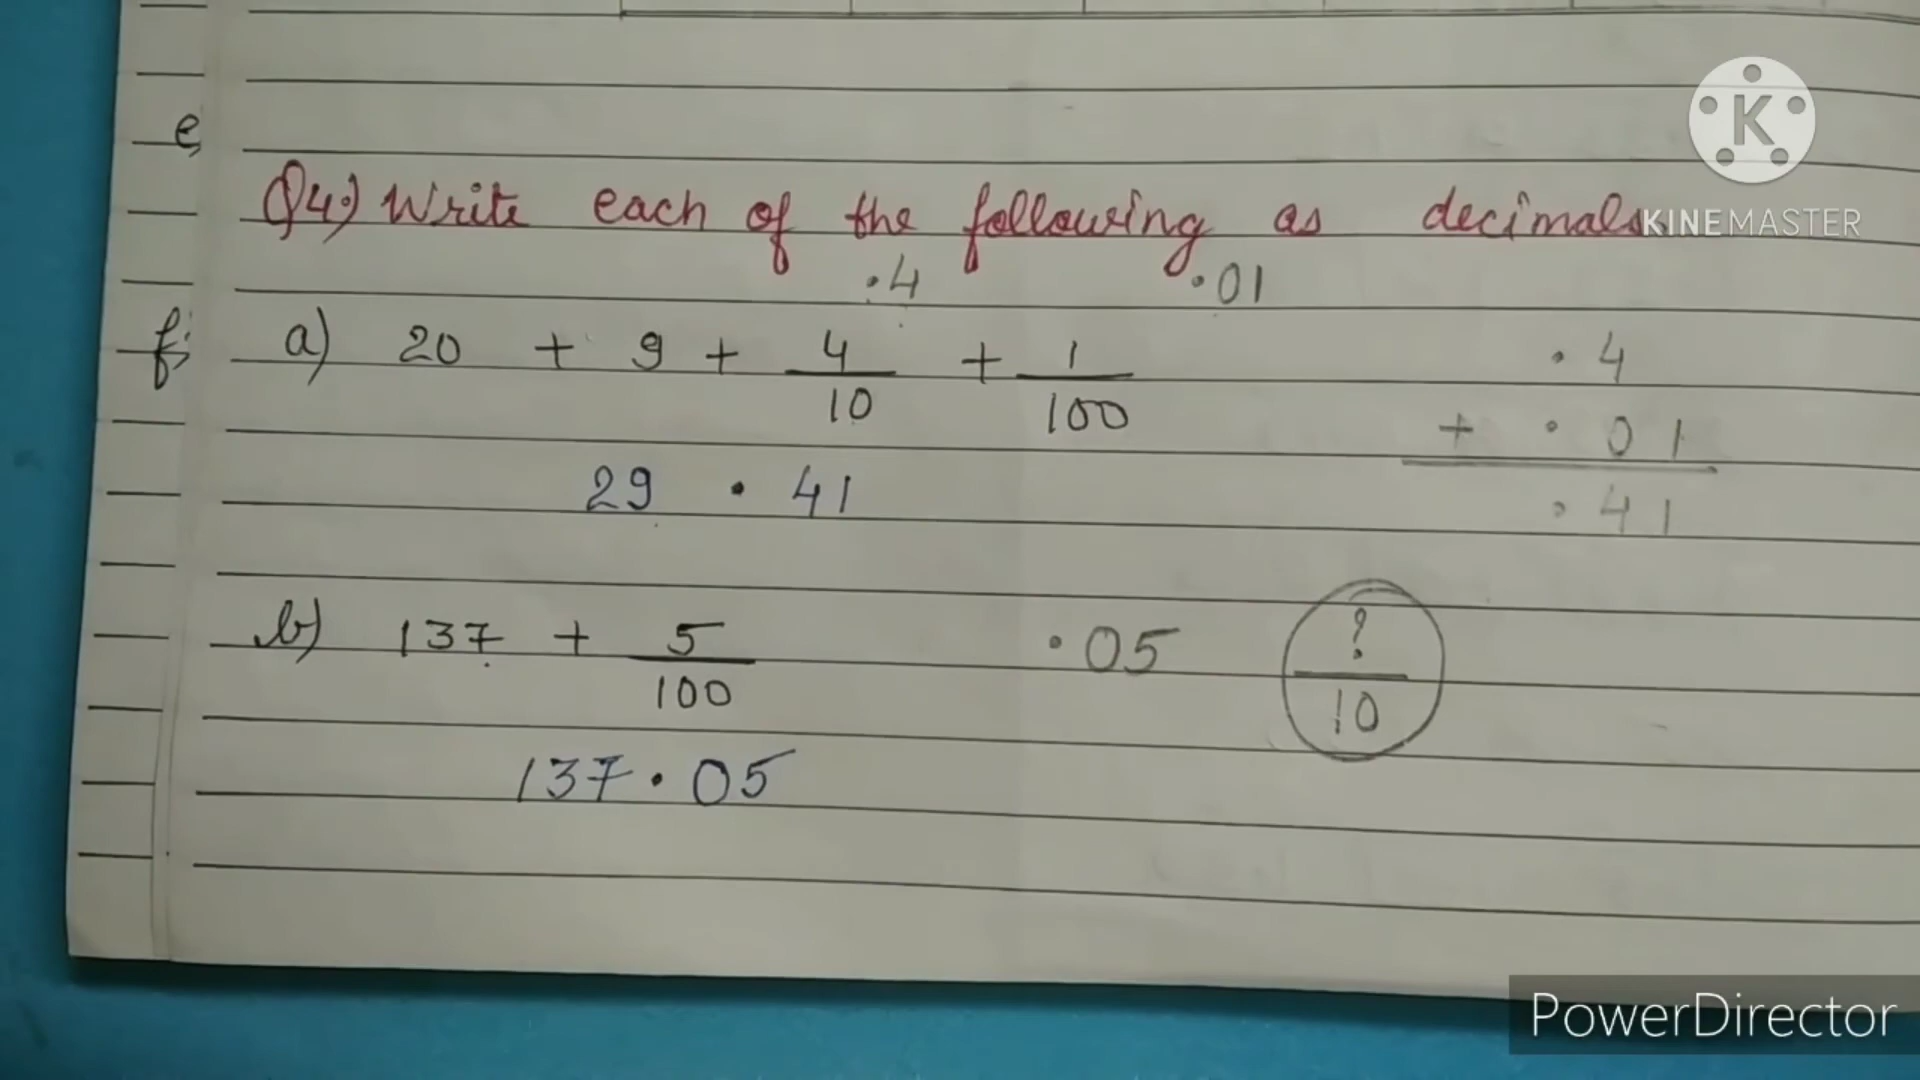 K
KINEMASTER
e,
Q4.) Write each of the following as decimals
.4 .01
f, a) 20 + 9 + 4/10 + 1/100
29 . 41
.4
+ .01
.41
b) 137 + 5/100 .05 ?/10
137.05
PowerDirector